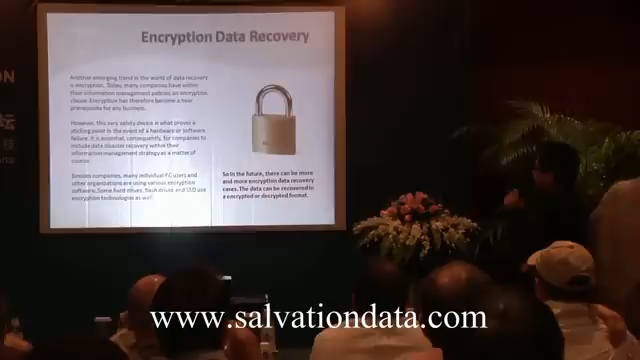 Encryption Data Recovery
Another emerging trend in the world of data recovery
is encryption. Today, many companies have within
their information management policies an encryption
clause. Encryption has therefore become a
prerequisite for any business.
However, this very safety device is what proves a
sticking point in the event of a hardware or software
failure. It is essential, consequently, for companies to
include data disaster recovery within their
information management strategy as a matter of
course.
Besides companies, many individual PC users and
other organizations are using various encryption
software. Some hard drives, flash drives and SSD use
encryption technologies as well.
So in the future, there can be more
and more encryption data recovery
cases. The data can be recovered in
a encrypted or decrypted format.
ON
坛
www.salvationdata.com